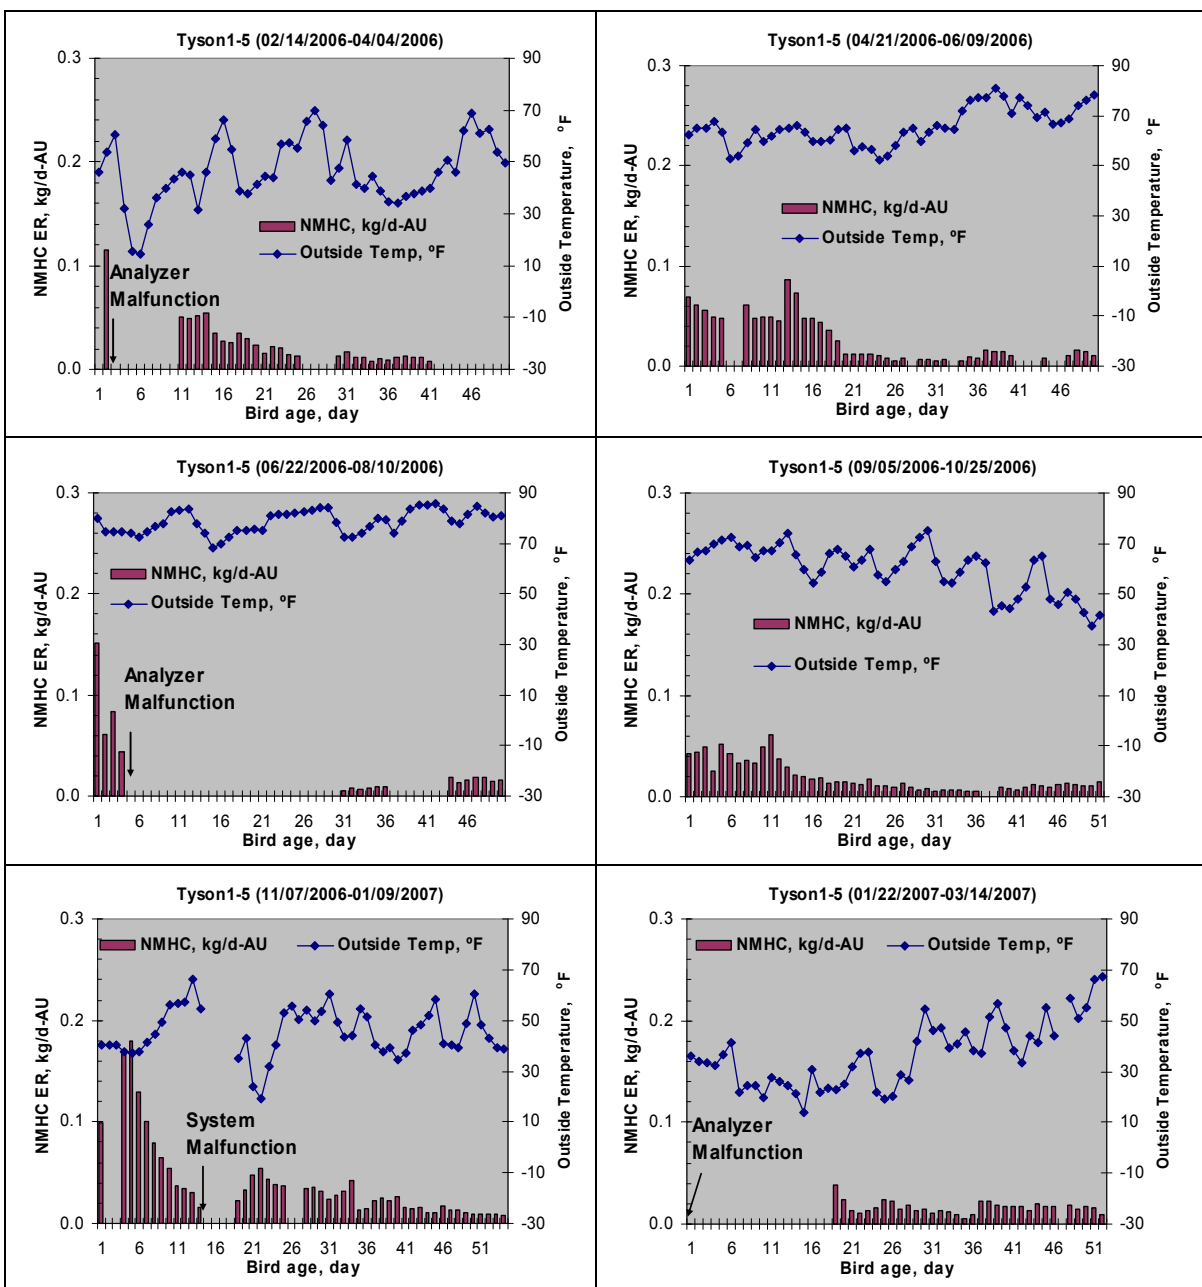 Tyson1-5 (02/14/2006-04/04/2006)
NMHC ER, kg/d-AU
0.3
0.2
0.1
0.0
90
70
50
30
10
-10
-30
Outside Temperature, ºF
NMHC, kg/d-AU
Outside Temp, ºF
Analyzer
Malfunction
1 6 11 16 21 26 31 36 41 46
Bird age, day
Tyson1-5 (04/21/2006-06/09/2006)
NMHC ER, kg/d-AU
0.3
0.2
0.1
0.0
90
70
50
30
10
-10
-30
Outside Temperature, ºF
NMHC, kg/d-AU
Outside Temp, ºF
1 6 11 16 21 26 31 36 41 46
Bird age, day
Tyson1-5 (06/22/2006-08/10/2006)
NMHC ER, kg/d-AU
0.3
0.2
0.1
0.0
90
70
50
30
10
-10
-30
Outside Temperature, ºF
NMHC, kg/d-AU
Outside Temp, ºF
Analyzer
Malfunction
1 6 11 16 21 26 31 36 41 46
Bird age, day
Tyson1-5 (09/05/2006-10/25/2006)
NMHC ER, kg/d-AU
0.3
0.2
0.1
0.0
90
70
50
30
10
-10
-30
Outside Temperature, ºF
NMHC, kg/d-AU
Outside Temp, ºF
1 6 11 16 21 26 31 36 41 46 51
Bird age, day
Tyson1-5 (11/07/2006-01/09/2007)
NMHC ER, kg/d-AU
0.3
0.2
0.1
0.0
90
70
50
30
10
-10
-30
Outside Temperature, ºF
NMHC, kg/d-AU Outside Temp, ºF
System
Malfunction
1 6 11 16 21 26 31 36 41 46 51
Bird age, day
Tyson1-5 (01/22/2007-03/14/2007)
NMHC ER, kg/d-AU
0.3
0.2
0.1
0.0
90
70
50
30
10
-10
-30
Outside Temperature, ºF
NMHC, kg/d-AU Outside Temp, ºF
Analyzer
Malfunction
1 6 11 16 21 26 31 36 41 46 51
Bird age, day